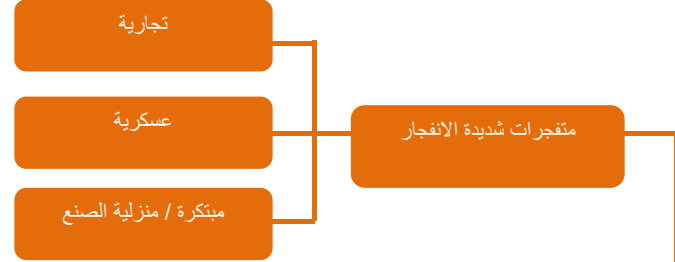 تجارية
عسكرية
متفجرات شديدة الانفجار
مبتكرة / منزلية الصنع